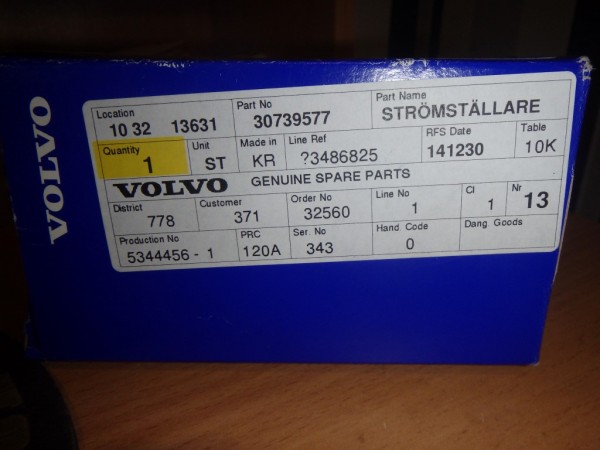 VOLVO
Location Part No Part Name
10 32 13631 30739577 STRÖMSTÄLLARE
Quantity Unit Made in Line Ref RFS Date Table
1 ST KR ?3486825 141230 10K
VOLVO GENUINE SPARE PARTS
District Customer Order No Line No Cl Nr
778 371 32560 1 1 13
Production No PRC Ser. No Hand. Code Dang. Goods
5344456 - 1 120A 343 0